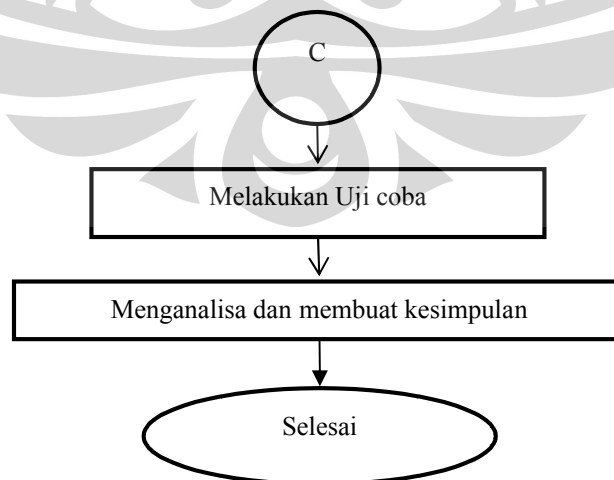 C
Melakukan Uji coba
Menganalisa dan membuat kesimpulan
Selesai